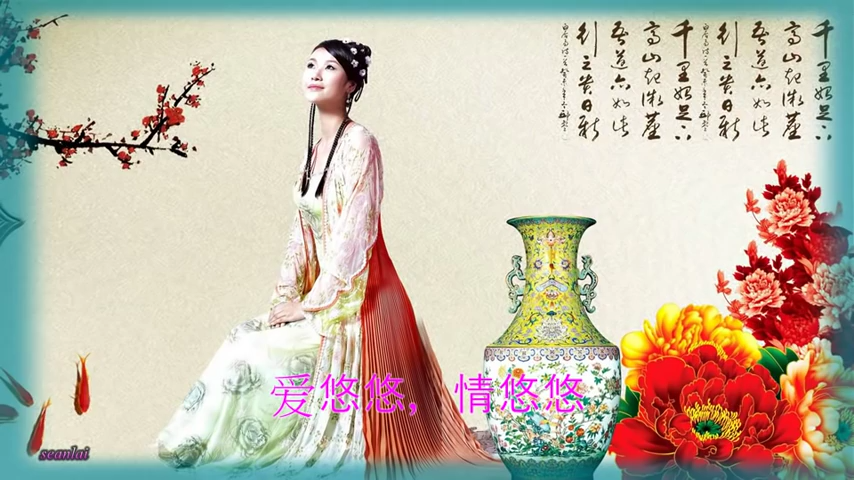 千里始足下
高山起微塵
吾道亦如此
行之貴日新
千里始足下
高山起微塵
吾道亦如此
行之貴日新
爱悠悠，情悠悠
seanlai